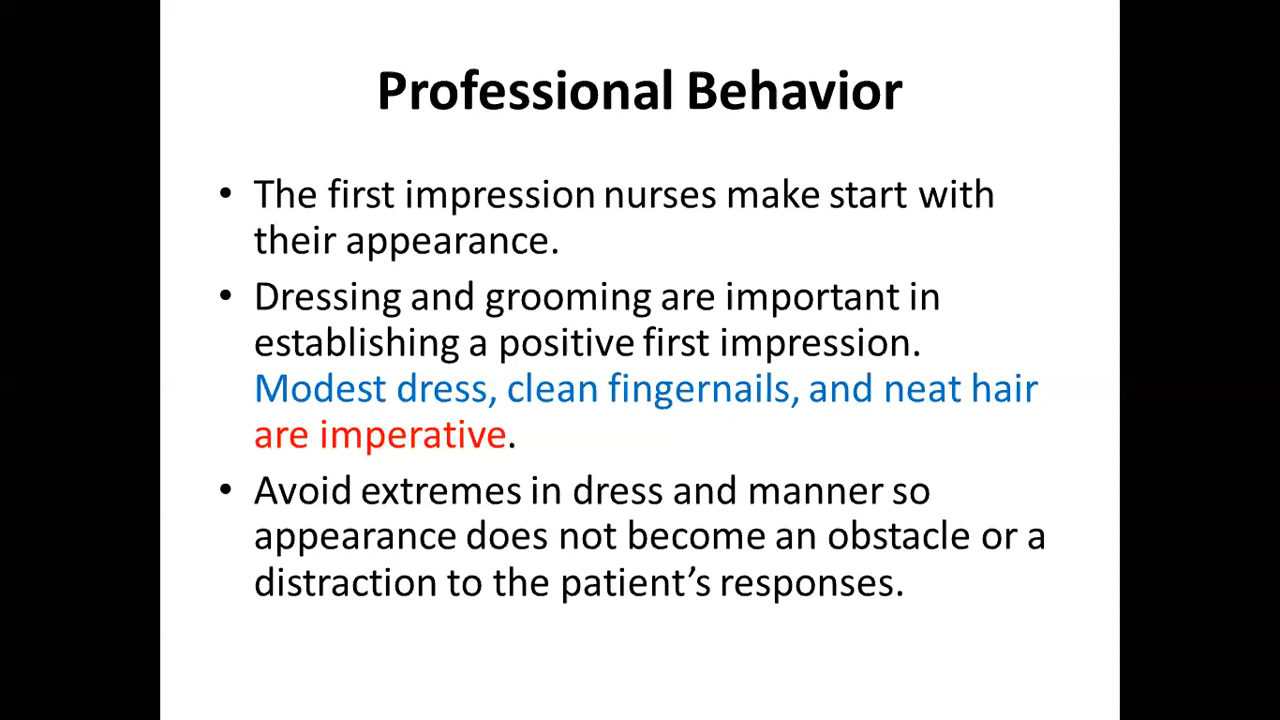 Professional Behavior
• The first impression nurses make start with
their appearance.
• Dressing and grooming are important in
establishing a positive first impression.
Modest dress, clean fingernails, and neat hair
are imperative.
• Avoid extremes in dress and manner so
appearance does not become an obstacle or a
distraction to the patient’s responses.